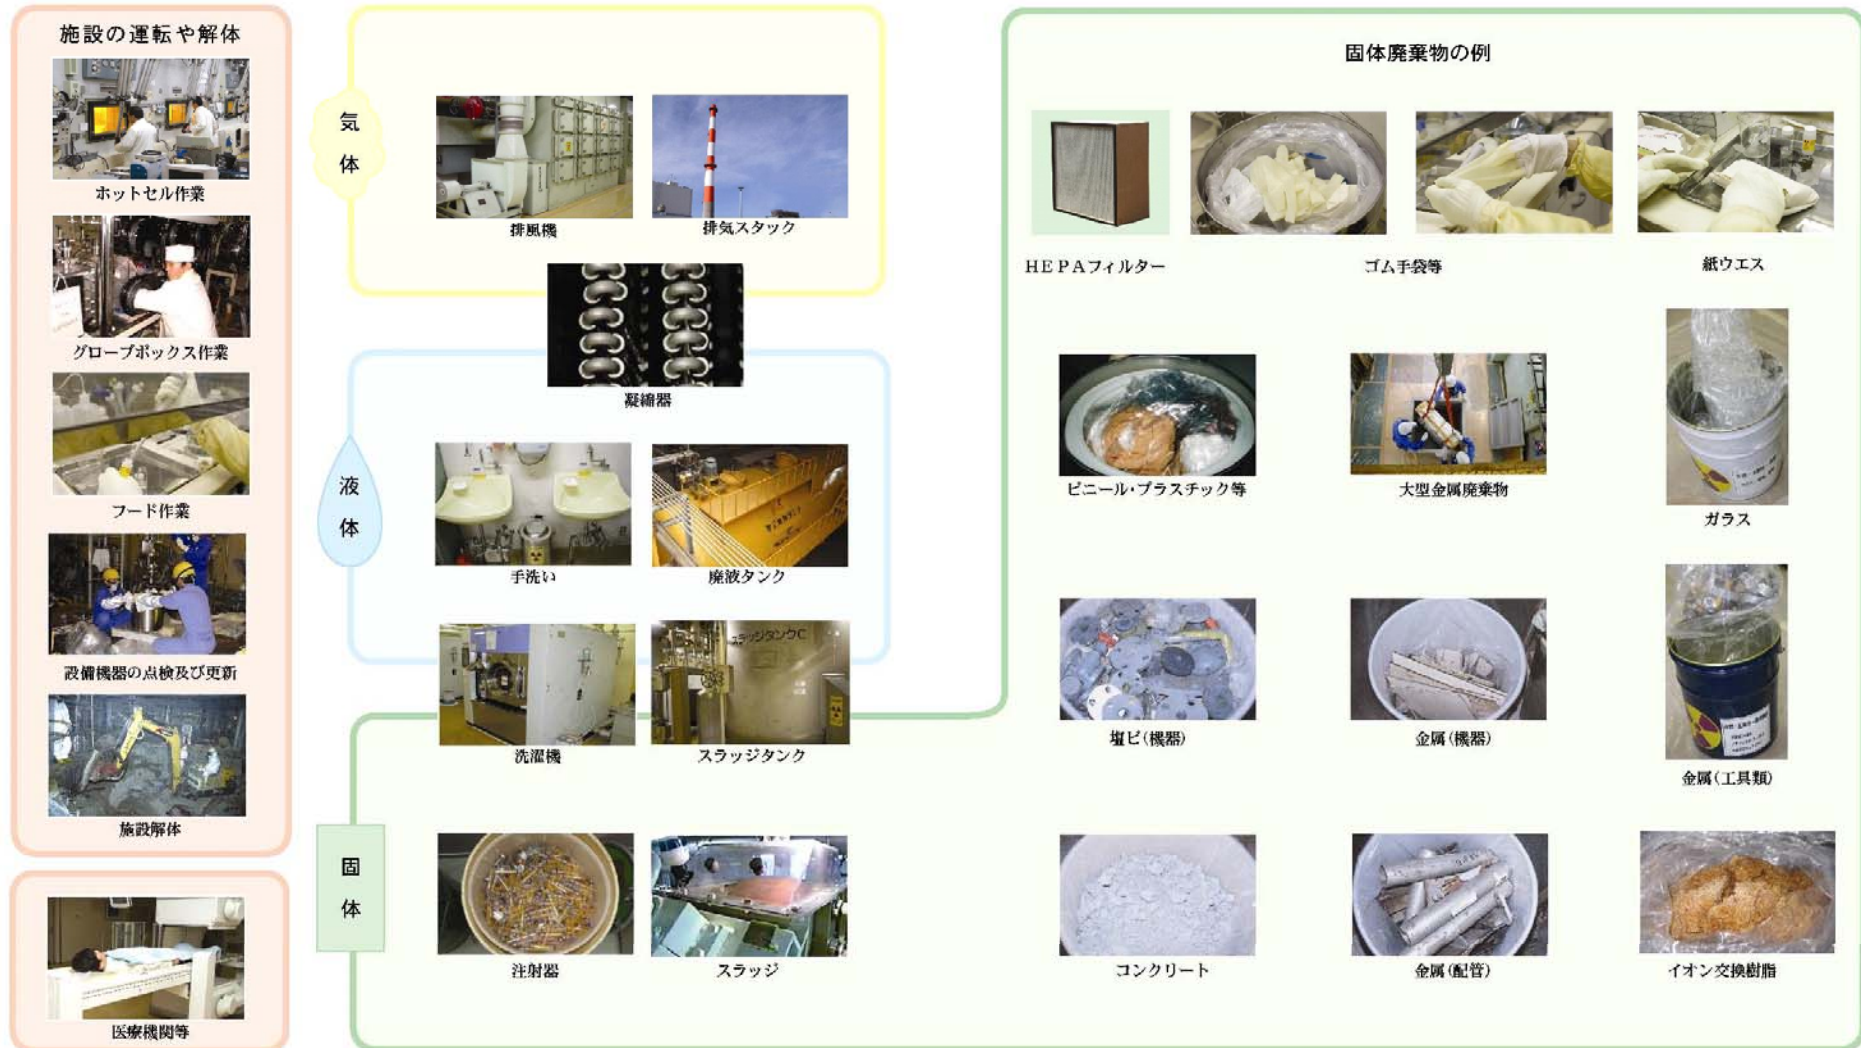 施設の運転や解体
ホットセル作業
グローブボックス作業
フード作業
設備機器の点検及び更新
施設解体
医療機関等
気体
排風機
排気スタック
凝縮器
液体
手洗い
廃液タンク
洗濯機
スラッジタンクC
スラッジタンク
固体
注射器
スラッジ
固体廃棄物の例
HEPAフィルター
ゴム手袋等
紙ウエス
ビニール・プラスチック等
大型金属廃棄物
ガラス
塩ビ(機器)
金属(機器)
金属(工具類)
コンクリート
金属(配管)
イオン交換樹脂